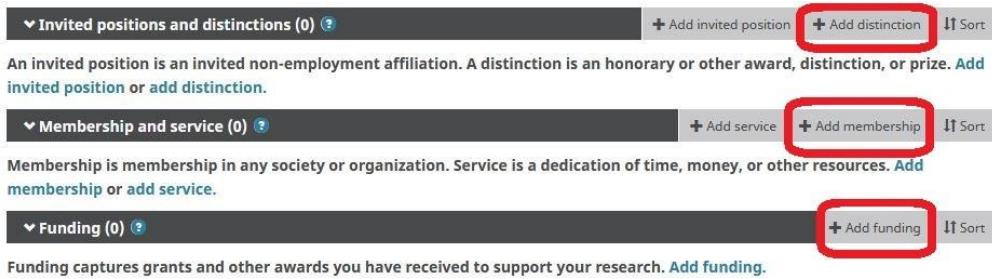 Invited positions and distinctions (0) ? + Add invited position + Add distinction Sort
An invited position is an invited non-employment affiliation. A distinction is an honorary or other award, distinction, or prize. Add
invited position or add distinction.
Membership and service (0) ? + Add service + Add membership Sort
Membership is membership in any society or organization. Service is a dedication of time, money, or other resources. Add
membership or add service.
Funding (0) ? + Add funding Sort
Funding captures grants and other awards you have received to support your research. Add funding.